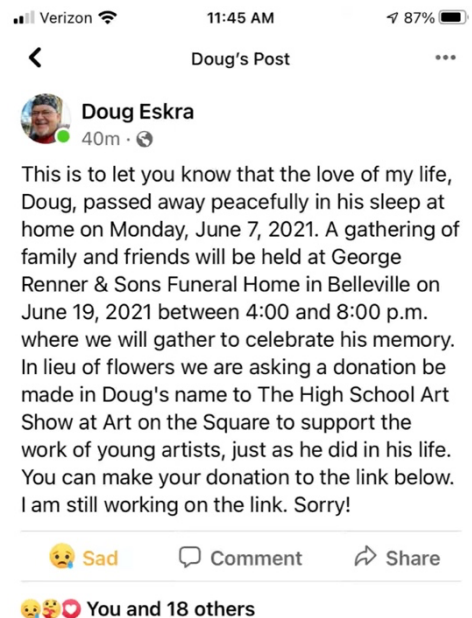 Verizon 11:45 AM 87%
Doug's Post
Doug Eskra
40m ·
This is to let you know that the love of my life,
Doug, passed away peacefully in his sleep at
home on Monday, June 7, 2021. A gathering of
family and friends will be held at George
Renner & Sons Funeral Home in Belleville on
June 19, 2021 between 4:00 and 8:00 p.m.
where we will gather to celebrate his memory.
In lieu of flowers we are asking a donation be
made in Doug's name to The High School Art
Show at Art on the Square to support the
work of young artists, just as he did in his life.
You can make your donation to the link below.
I am still working on the link. Sorry!
Sad Comment Share
You and 18 others